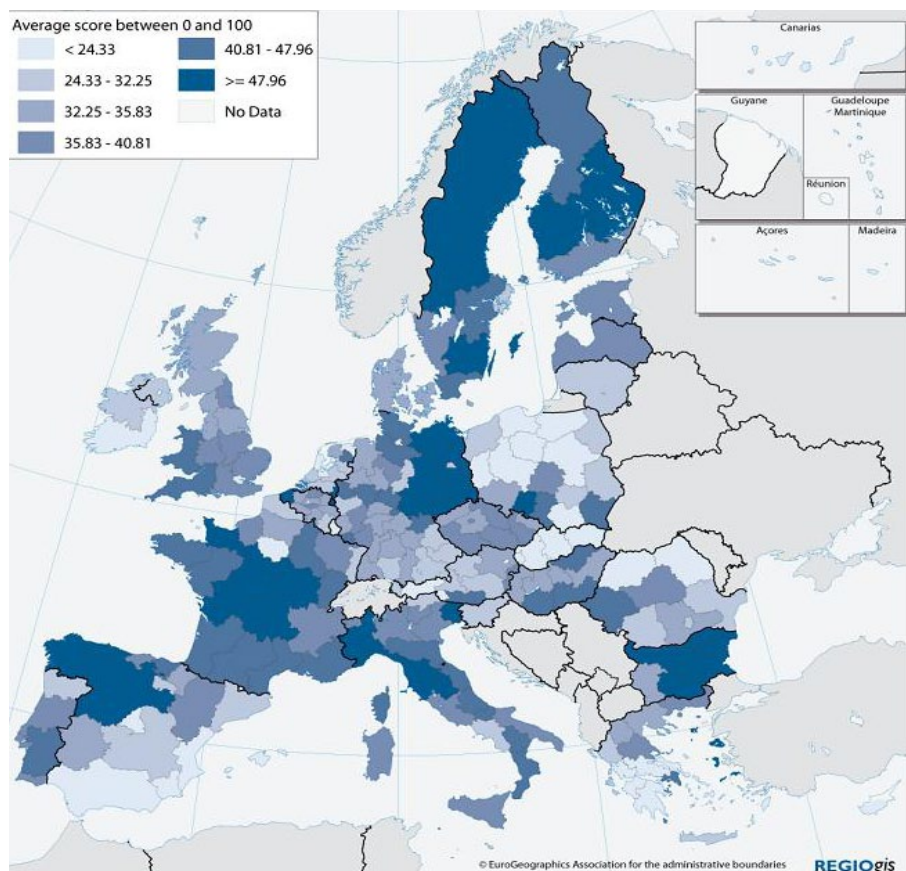 Average score between 0 and 100
< 24.33
24.33 - 32.25
32.25 - 35.83
35.83 - 40.81
40.81 - 47.96
>= 47.96
No Data
Canarias
Guyane
Guadeloupe
Martinique
Réunion
Açores
Madeira
© EuroGeographics Association for the administrative boundaries
REGIOgis